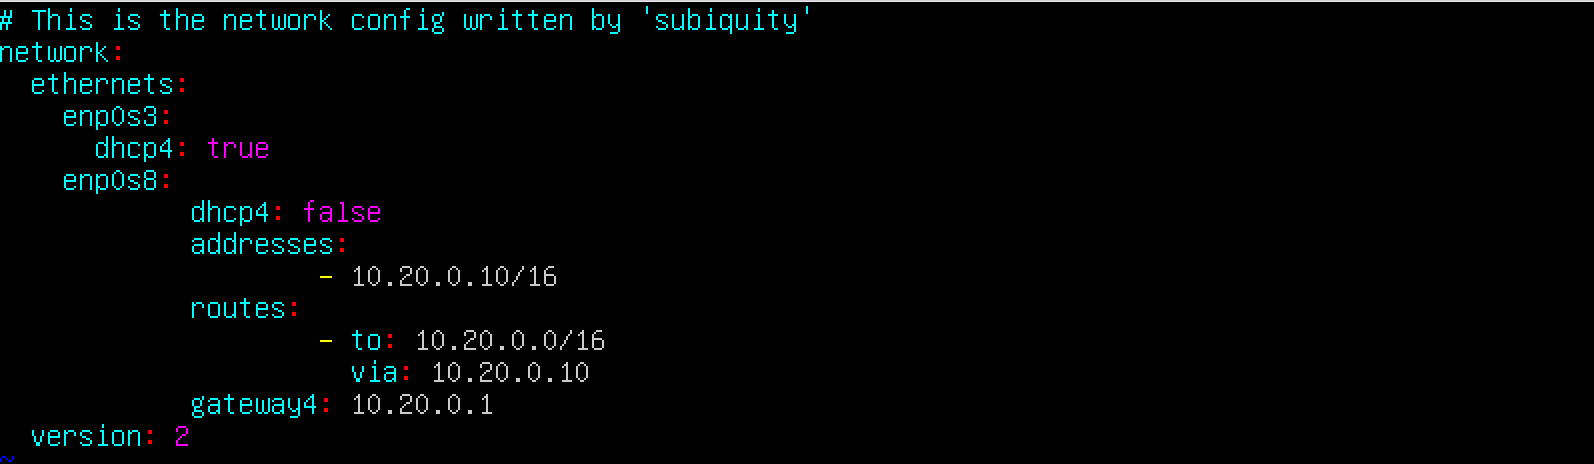 # This is the network config written by 'subiquity'
network:
  ethernets:
    enp0s3:
      dhcp4: true
    enp0s8:
            dhcp4: false
            addresses:
                    - 10.20.0.10/16
            routes:
                    - to: 10.20.0.0/16
                      via: 10.20.0.10
            gateway4: 10.20.0.1
  version: 2
~